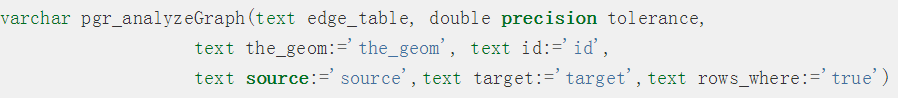 varchar pgr_analyzeGraph(text edge_table, double precision tolerance,
text the_geom:='the_geom', text id:='id',
text source:='source',text target:='target',text rows_where:='true')